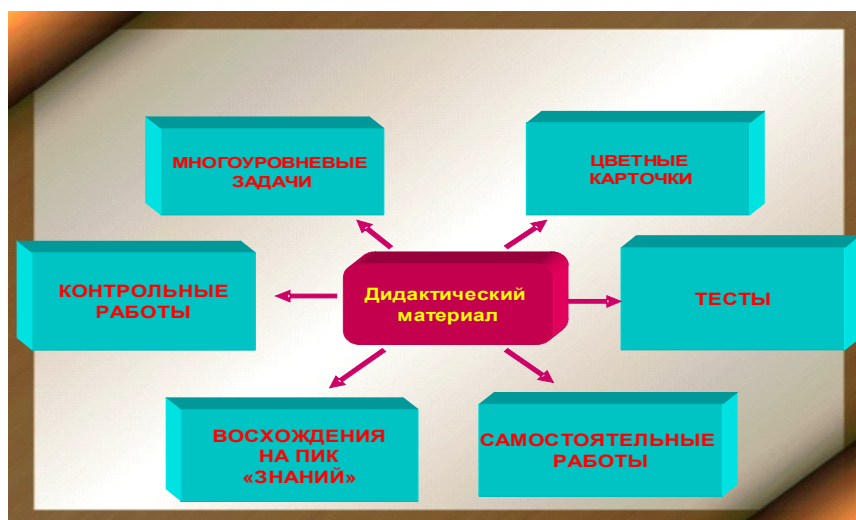 МНОГОУРОВНЕВЫЕ
ЗАДАЧИ
ЦВЕТНЫЕ
КАРТОЧКИ
КОНТРОЛЬНЫЕ
РАБОТЫ
Дидактический
материал
ТЕСТЫ
ВОСХОЖДЕНИЯ
НА ПИК
«ЗНАНИЙ»
САМОСТОЯТЕЛЬНЫЕ
РАБОТЫ